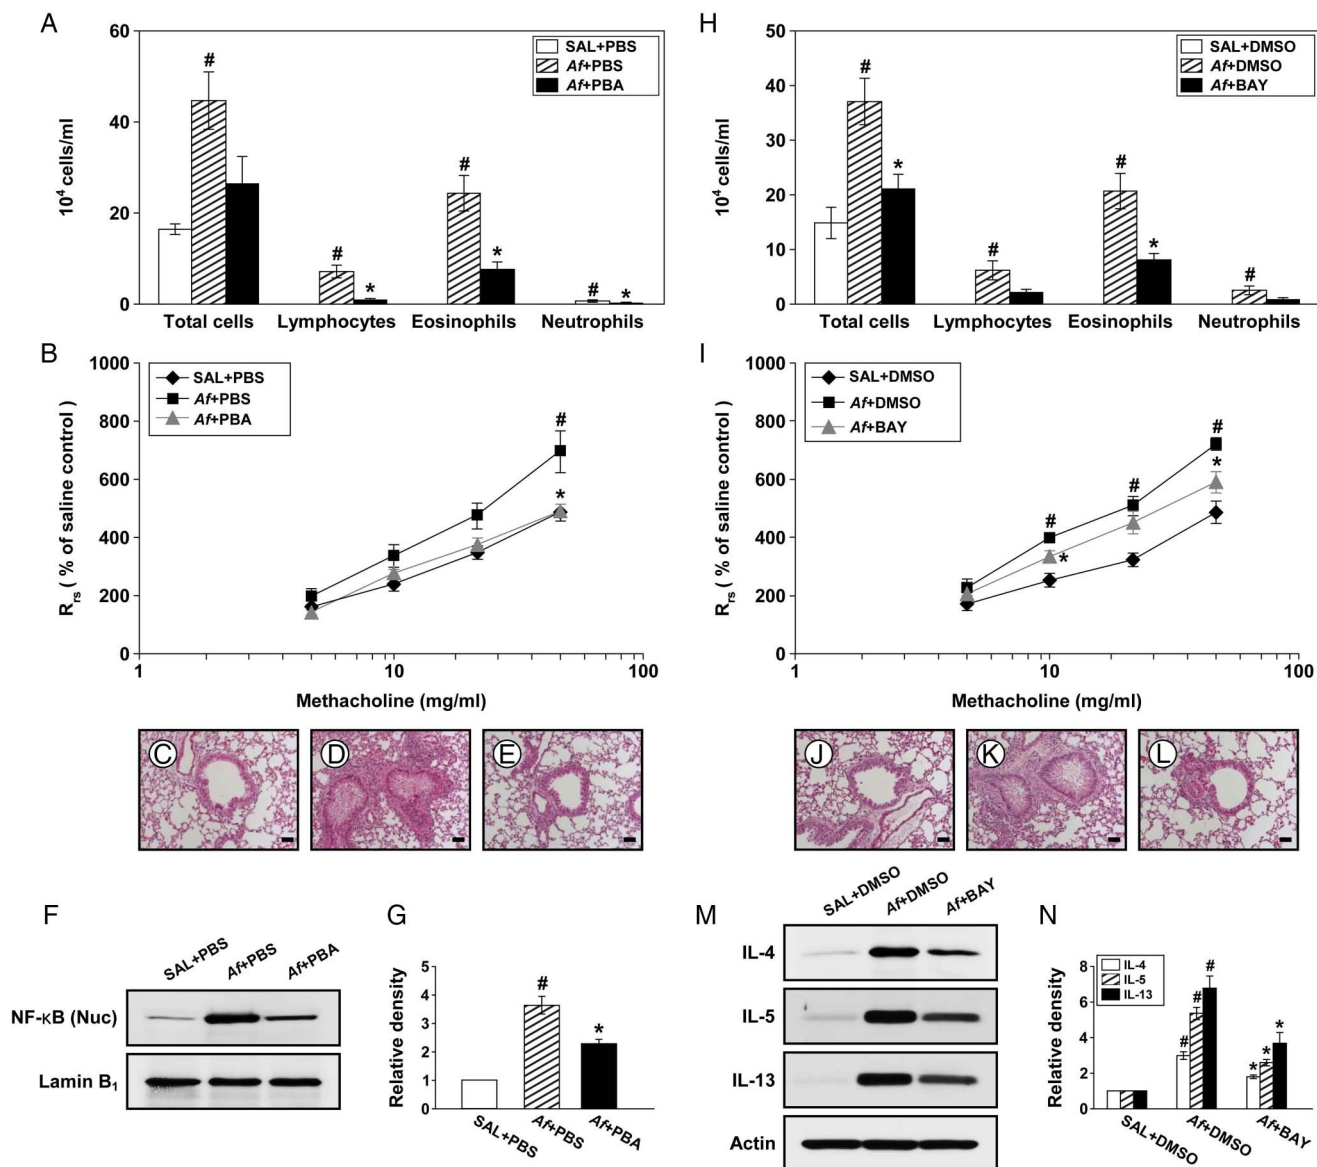 A
60
40
20
0
10⁴ cells/ml
SAL+PBS
Af+PBS
Af+PBA
# # * # * # *
Total cells Lymphocytes Eosinophils Neutrophils
H
50
40
30
20
10
0
10⁴ cells/ml
SAL+DMSO
Af+DMSO
Af+BAY
# * # # * #
Total cells Lymphocytes Eosinophils Neutrophils
B
1000
800
600
400
200
0
Rrs ( % of saline control)
SAL+PBS
Af+PBS
Af+PBA
#
*
1 10 100
Methacholine (mg/ml)
I
1000
800
600
400
200
0
Rrs ( % of saline control)
SAL+DMSO
Af+DMSO
Af+BAY
# # #
* *
1 10 100
Methacholine (mg/ml)
C D E
J K L
F
SAL+PBS Af+PBS Af+PBA
NF-κB (Nuc)
Lamin B₁
G
5
4
3
2
1
0
Relative density
# *
SAL+PBS Af+PBS Af+PBA
M
SAL+DMSO Af+DMSO Af+BAY
IL-4
IL-5
IL-13
Actin
N
8
6
4
2
0
Relative density
IL-4
IL-5
IL-13
# # # * * *
SAL+DMSO Af+DMSO Af+BAY